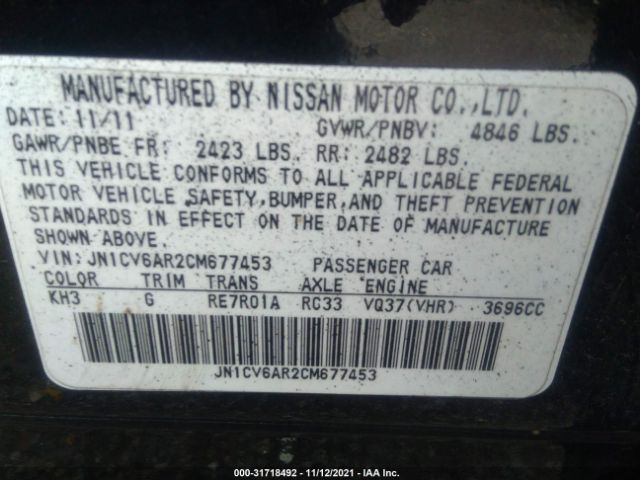 MANUFACTURED BY NISSAN MOTOR CO.,LTD.
DATE: 11/11 GVWR/PNBV: 4846 LBS.
GAWR/PNBE FR: 2423 LBS. RR: 2482 LBS.
THIS VEHICLE CONFORMS TO ALL APPLICABLE FEDERAL
MOTOR VEHICLE SAFETY, BUMPER, AND THEFT PREVENTION
STANDARDS IN EFFECT ON THE DATE OF MANUFACTURE
SHOWN ABOVE.
VIN: JN1CV6AR2CM677453 PASSENGER CAR
COLOR TRIM TRANS AXLE ENGINE
KH3 G RE7R01A RC33 VQ37(VHR) 3696CC
JN1CV6AR2CM677453
000-31718492 - 11/12/2021 - IAA Inc.